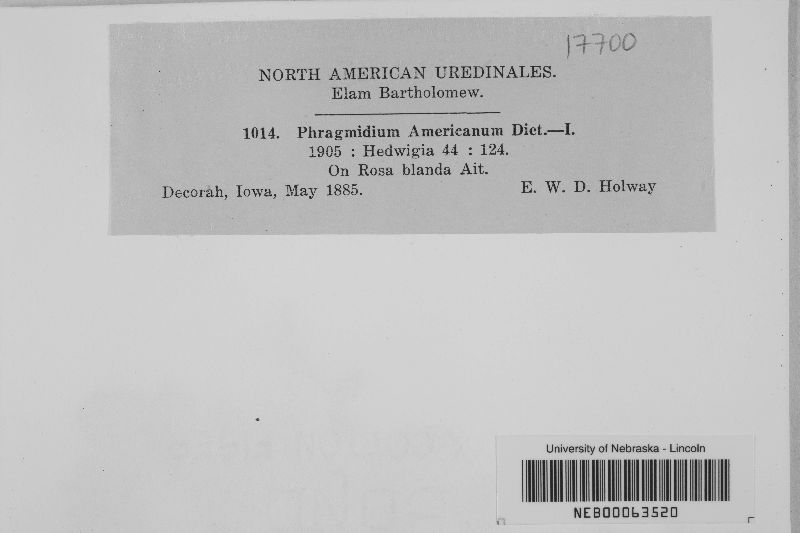 17700
NORTH AMERICAN UREDINALES.
Elam Bartholomew.
1014. Phragmidium Americanum Diet.—I.
1905 : Hedwigia 44 : 124.
On Rosa blanda Ait.
Decorah, Iowa, May 1885. E. W. D. Holway
University of Nebraska - Lincoln
NEB00063520